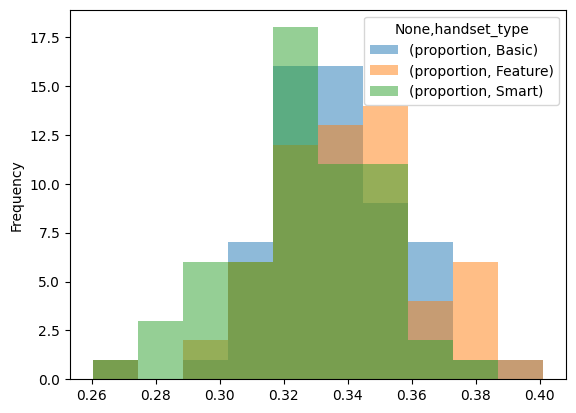 None,handset_type
(proportion, Basic)
(proportion, Feature)
(proportion, Smart)
Frequency
17.5
15.0
12.5
10.0
7.5
5.0
2.5
0.0
0.26 0.28 0.30 0.32 0.34 0.36 0.38 0.40